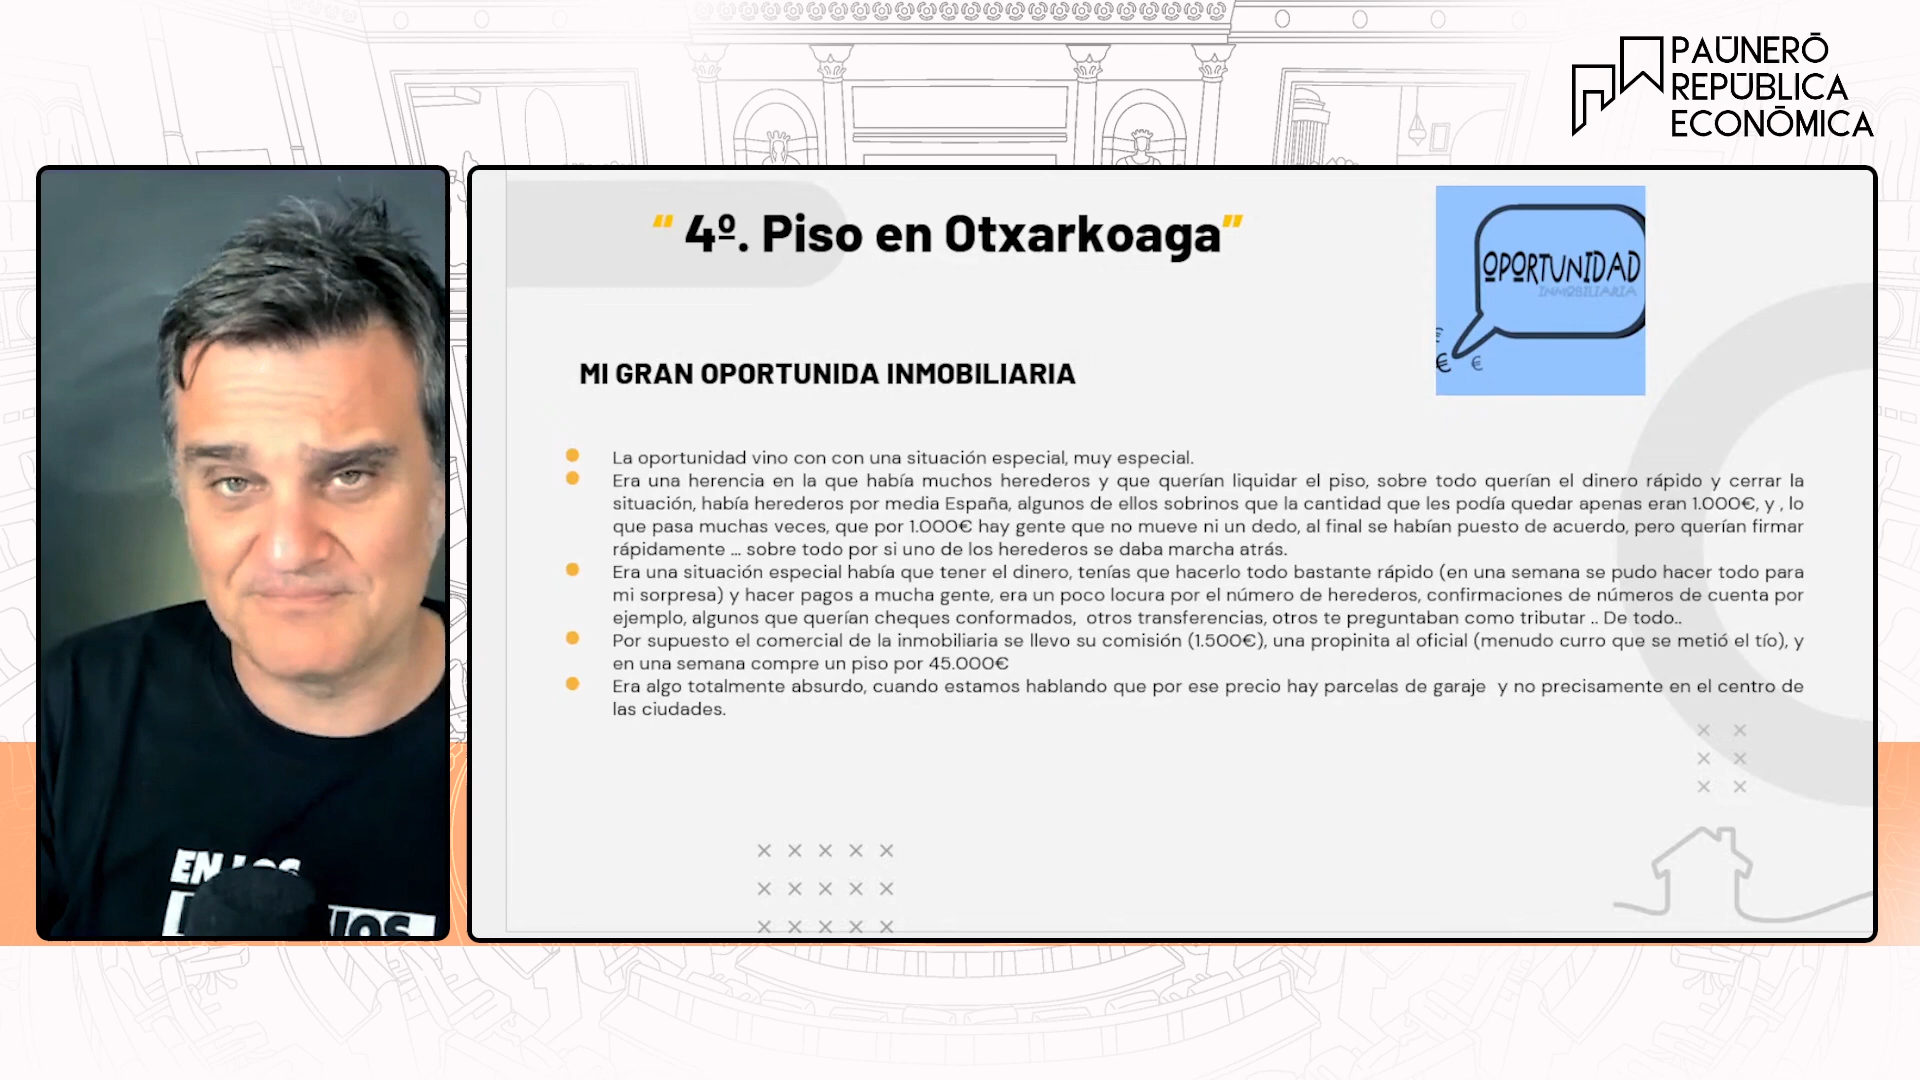 PAŪNERŌ
REPŪBLICA
ECONŌMICA
“ 4º. Piso en Otxarkoaga”
OPORTUNIDAD
INMOBILIARIA
€
€ €
MI GRAN OPORTUNIDA INMOBILIARIA
La oportunidad vino con con una situación especial, muy especial.
Era una herencia en la que había muchos herederos y que querían liquidar el piso, sobre todo querían el dinero rápido y cerrar la
situación, había herederos por media España, algunos de ellos sobrinos que la cantidad que les podía quedar apenas eran 1.000€, y , lo
que pasa muchas veces, que por 1.000€ hay gente que no mueve ni un dedo, al final se habían puesto de acuerdo, pero querían firmar
rápidamente ... sobre todo por si uno de los herederos se daba marcha atrás.
Era una situación especial había que tener el dinero, tenías que hacerlo todo bastante rápido (en una semana se pudo hacer todo para
mi sorpresa) y hacer pagos a mucha gente, era un poco locura por el número de herederos, confirmaciones de números de cuenta por
ejemplo, algunos que querían cheques conformados, otros transferencias, otros te preguntaban como tributar .. De todo..
Por supuesto el comercial de la inmobiliaria se llevo su comisión (1.500€), una propinita al oficial (menudo curro que se metió el tío), y
en una semana compre un piso por 45.000€
Era algo totalmente absurdo, cuando estamos hablando que por ese precio hay parcelas de garaje y no precisamente en el centro de
las ciudades.
EN LOS